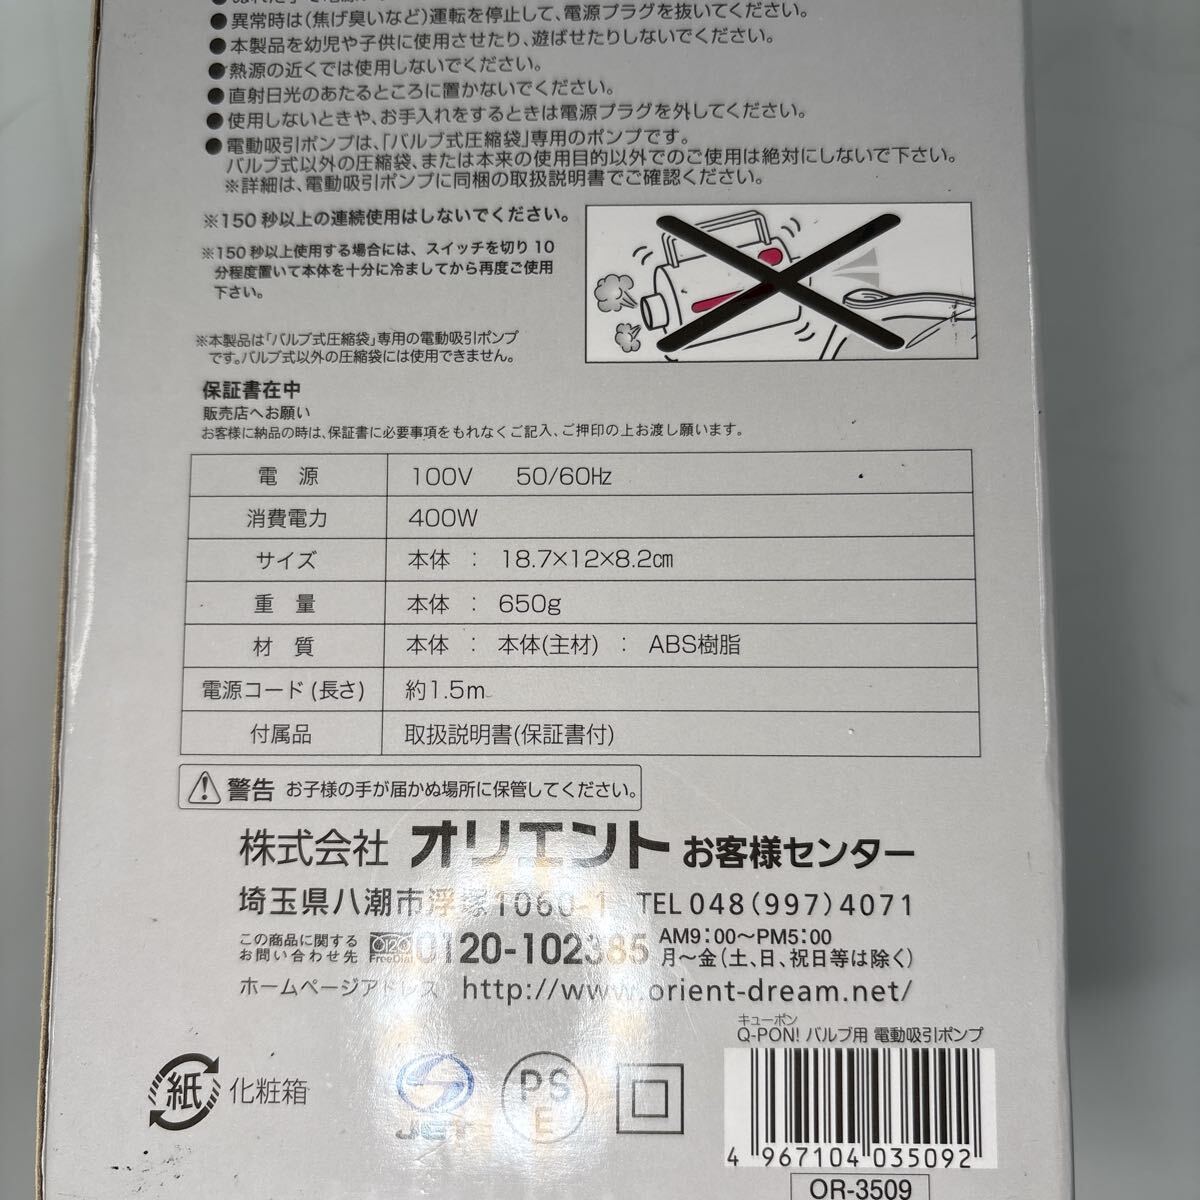 ●異常時は(焦げ臭いなど)運転を停止して、電源プラグを抜いてください。
●本製品を幼児や子供に使用させたり、遊ばせたりしないでください。
●熱源の近くでは使用しないでください。
●直射日光のあたるところに置かないでください。
●使用しないときや、お手入れをするときは電源プラグを外してください。
●電動吸引ポンプは、「バルブ式圧縮袋」専用のポンプです。
バルブ式以外の圧縮袋、または本来の使用目的以外でのご使用は絶対にしないで下さい。
※詳細は、電動吸引ポンプに同梱の取扱説明書でご確認ください。
※150秒以上の連続使用はしないでください。
※150秒以上使用する場合には、スイッチを切り10
分程度置いて本体を十分に冷ましてから再度ご使用
下さい。
※本製品は「バルブ式圧縮袋」専用の電動吸引ポンプ
です。バルブ式以外の圧縮袋には使用できません。
保証書在中
販売店へお願い
お客様に納品の時は、保証書に必要事項をもれなくご記入、ご押印の上お渡し願います。
電 源 100V 50/60Hz
消費電力 400W
サイズ 本体 : 18.7×12×8.2㎝
重 量 本体 : 650g
材 質 本体 : 本体(主材) : ABS樹脂
電源コード(長さ) 約1.5m
付属品 取扱説明書(保証書付)
警告 お子様の手が届かぬ場所に保管してください。
株式会社 オリエント お客様センター
埼玉県八潮市浮塚1060-1 TEL 048(997)4071
この商品に関する
お問い合わせ先
FreeDial 0120-102385
AM9:00〜PM5:00
月〜金(土、日、祝日等は除く)
ホームページアドレス http://www.orient-dream.net/
キューポン
Q-PON! バルブ用 電動吸引ポンプ
紙 化粧箱
JET
PS
E
4 967104 035092
OR-3509